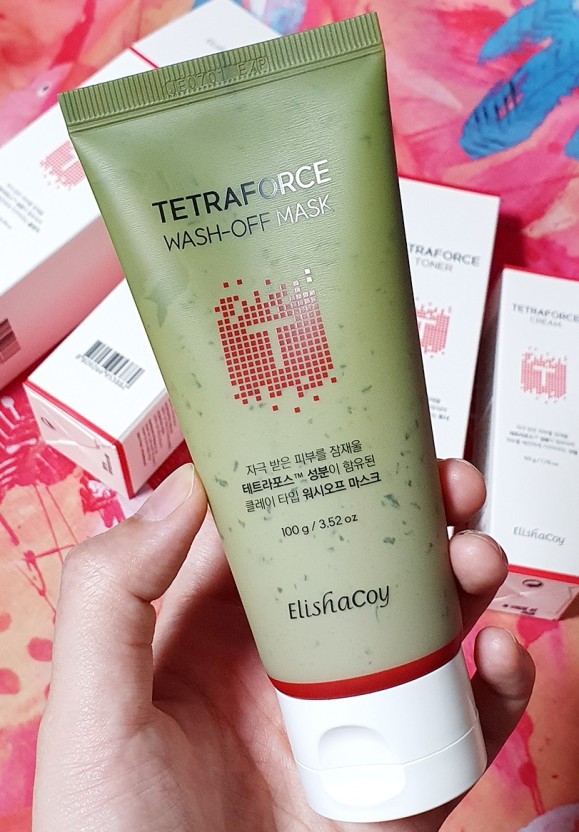 TETRAFORCE
WASH-OFF MASK
자극 받은 피부를 잠재울
테트라포스™ 성분이 함유된
클레이 타입 워시오프 마스크
100 g / 3.52 oz
ElishaCoy
TRAFORCE
TONER
TETRAFORCE
CREAM
ElishaCoy